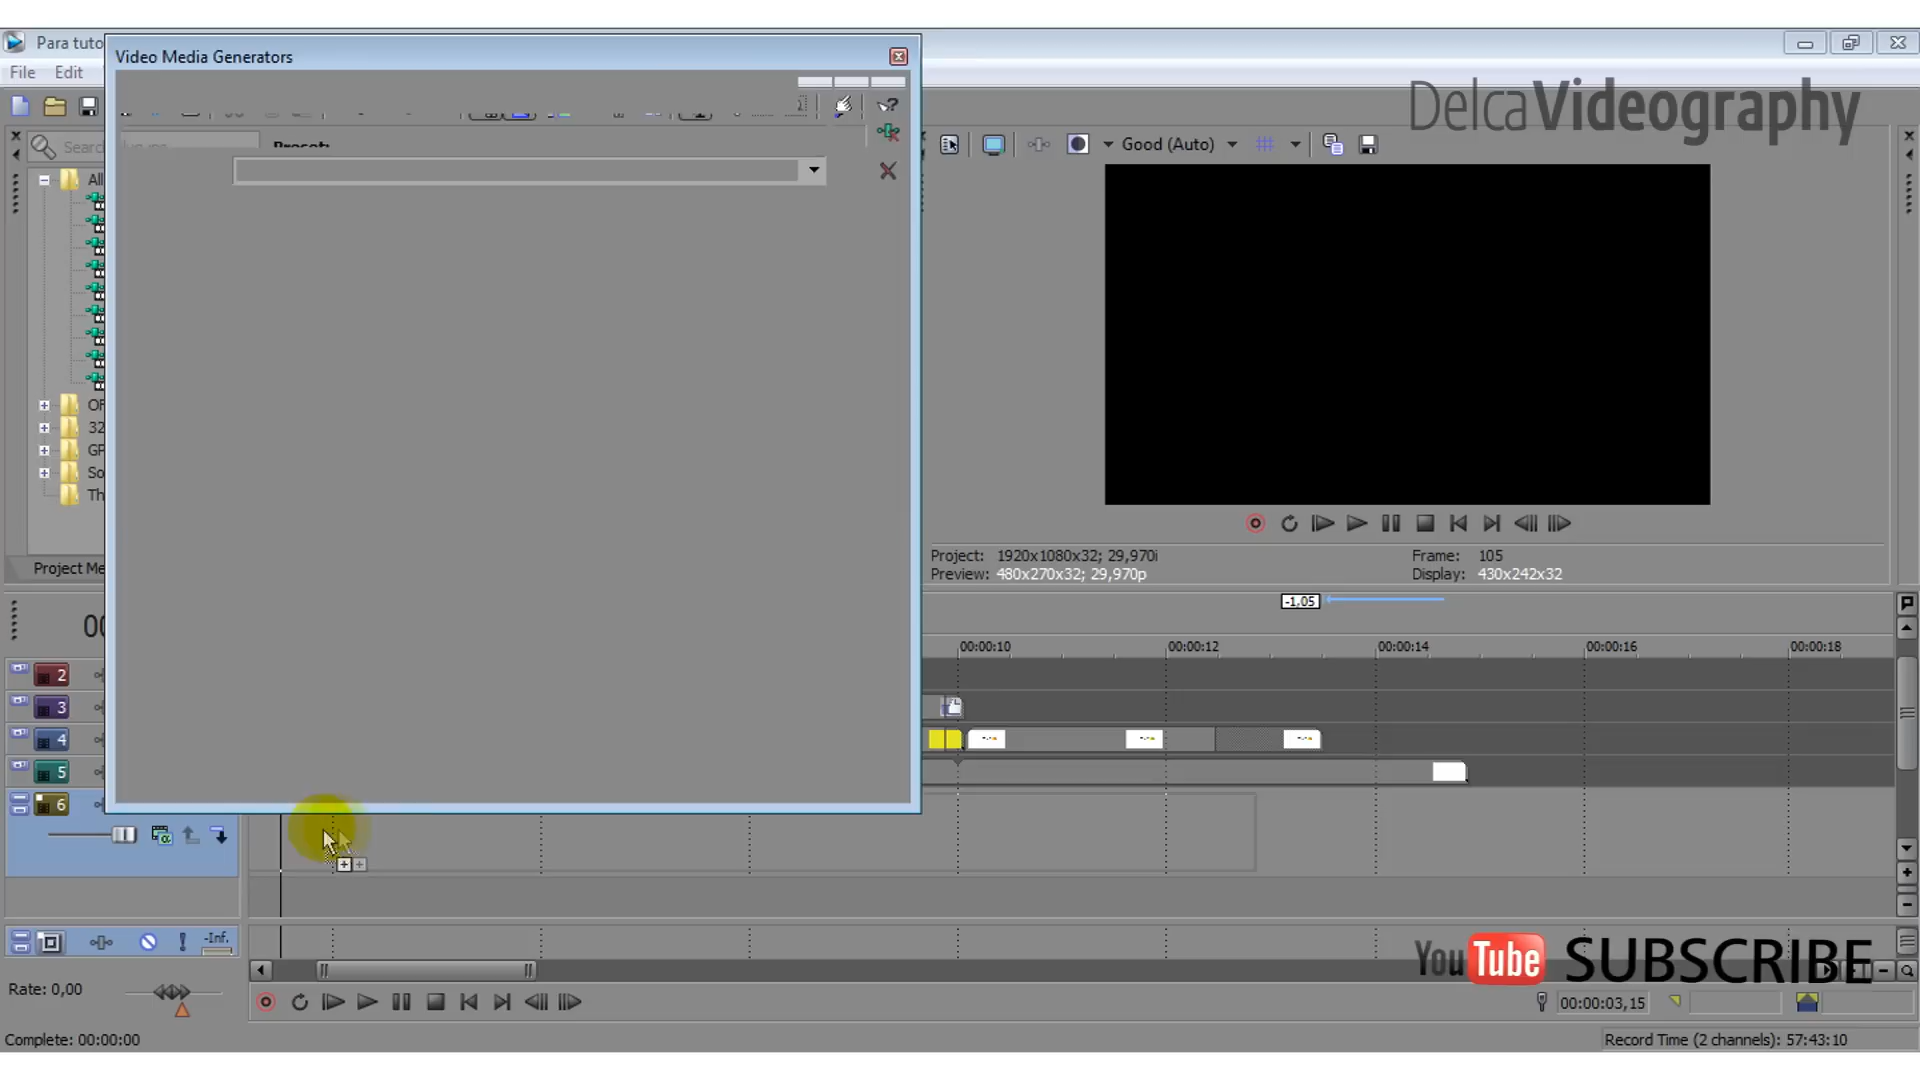 Para tuto
Video Media Generators
File Edit
DelcaVideography
Search
Preset:
Good (Auto)
All
OF
32
GP
So
Th
Project Me
Project: 1920x1080x32; 29,970i
Frame: 105
Preview: 480x270x32; 29,970p
Display: 430x242x32
-1,05
00
00:00:10 00:00:12 00:00:14 00:00:16 00:00:18
2
3
4
5
6
-Inf.
YouTube SUBSCRIBE
Rate: 0,00
00:00:03,15
Complete: 00:00:00
Record Time (2 channels): 57:43:10